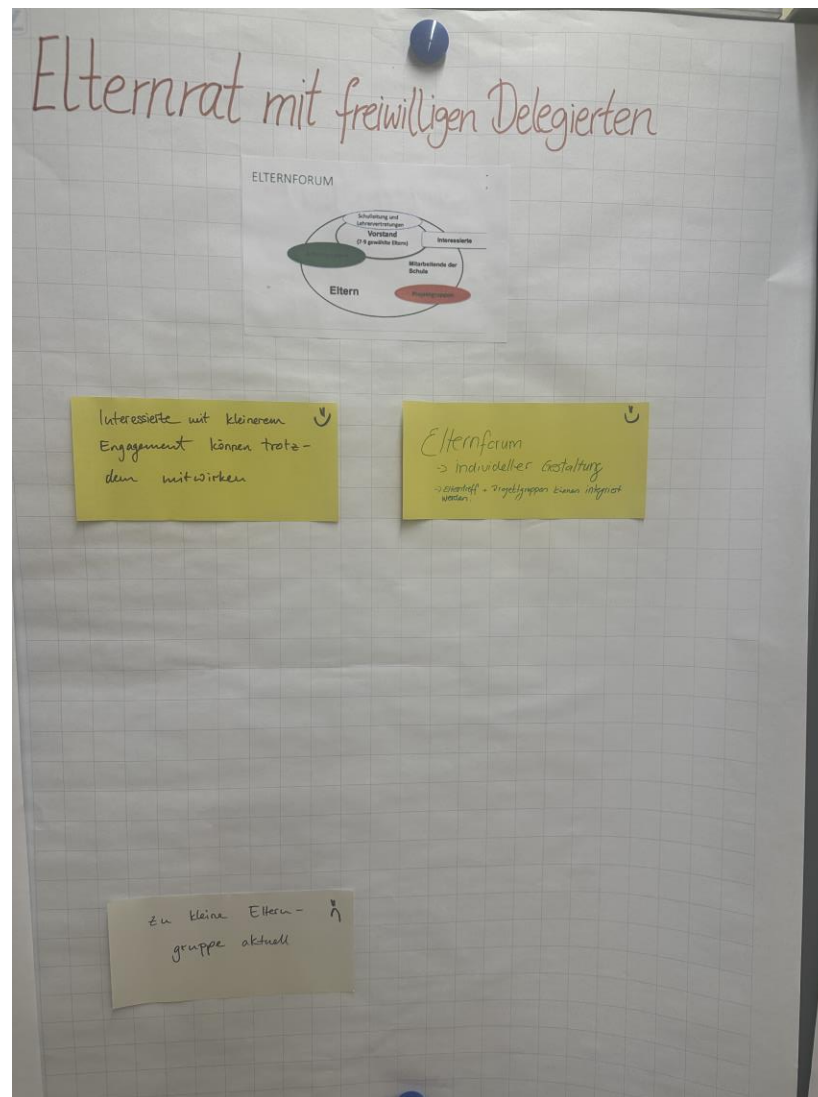 Elternrat mit freiwilligen Delegierten
ELTERNFORUM
Schulleitung und
Lehrervertretungen
Vorstand
(7-9 gewählte Eltern)
Interessierte
Mitarbeitende der
Schule
Eltern
Interessierte mit kleinerem
Engagement können trotz-
dem mitwirken
Elternforum
-> individueller Gestaltung
-> Elterntreff + Projektgruppen können integriert
werden
zu kleine Eltern-
gruppe aktuell